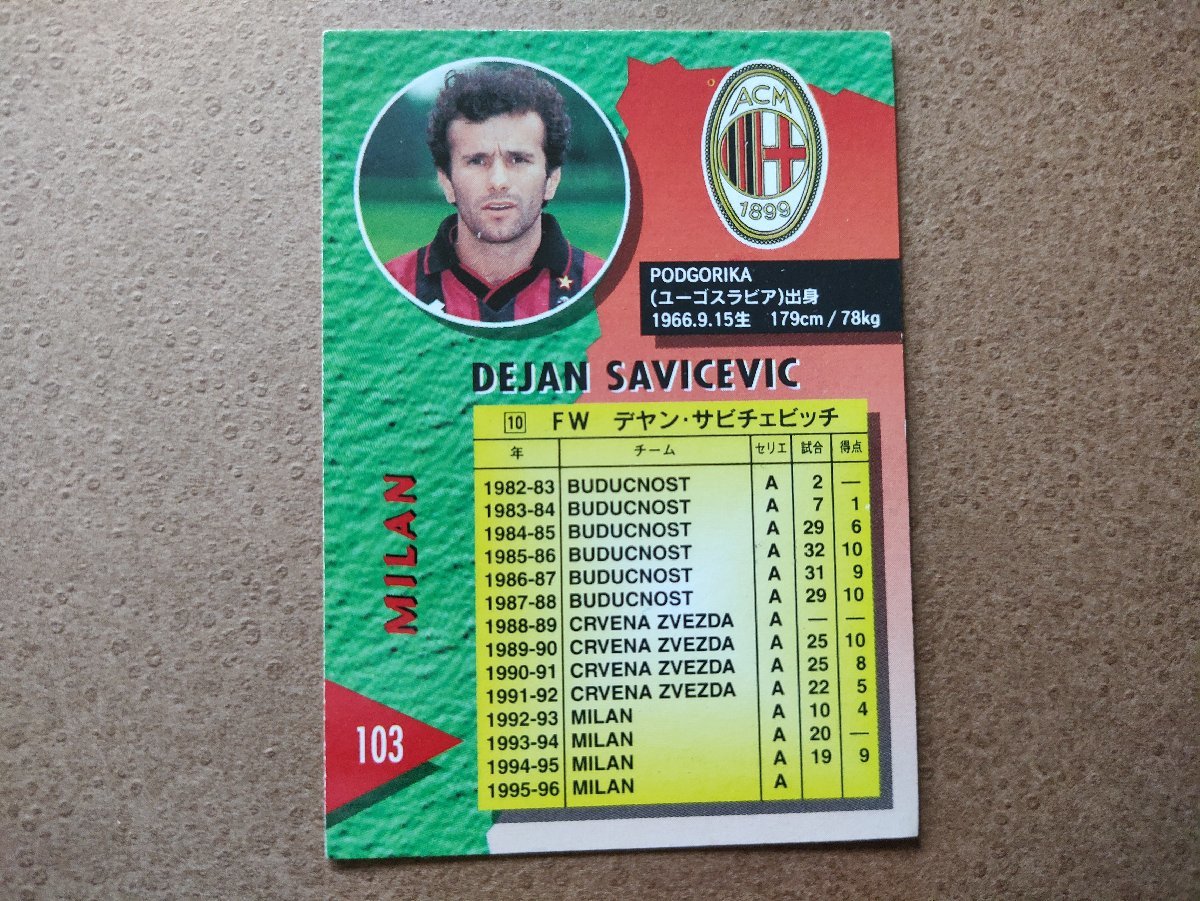 ACM
1899
PODGORIKA
(ユーゴスラビア)出身
1966.9.15生 179cm / 78kg
DEJAN SAVICEVIC
10 FW デヤン・サビチェビッチ
年 チーム セリエ 試合 得点
1982-83 BUDUCNOST A 2 —
1983-84 BUDUCNOST A 7 1
1984-85 BUDUCNOST A 29 6
1985-86 BUDUCNOST A 32 10
1986-87 BUDUCNOST A 31 9
1987-88 BUDUCNOST A 29 10
1988-89 CRVENA ZVEZDA A — —
1989-90 CRVENA ZVEZDA A 25 10
1990-91 CRVENA ZVEZDA A 25 8
1991-92 CRVENA ZVEZDA A 22 5
1992-93 MILAN A 10 4
1993-94 MILAN A 20 —
1994-95 MILAN A 19 9
1995-96 MILAN A
MILAN
103